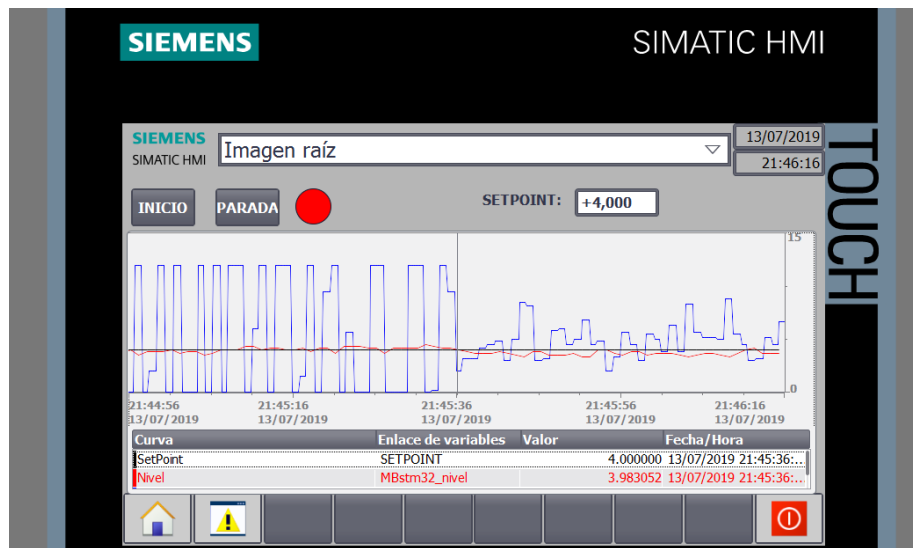 SIEMENS
SIMATIC HMI
TOUCH
SIEMENS
SIMATIC HMI
Imagen raíz
13/07/2019
21:46:16
INICIO
PARADA
SETPOINT:
+4,000
15
0
21:44:56 21:45:16 21:45:36 21:45:56 21:46:16
13/07/2019 13/07/2019 13/07/2019 13/07/2019 13/07/2019
Curva Enlace de variables Valor Fecha/Hora
SetPoint SETPOINT 4.000000 13/07/2019 21:45:36:..
Nivel MBstm32_nivel 3.983052 13/07/2019 21:45:36:..